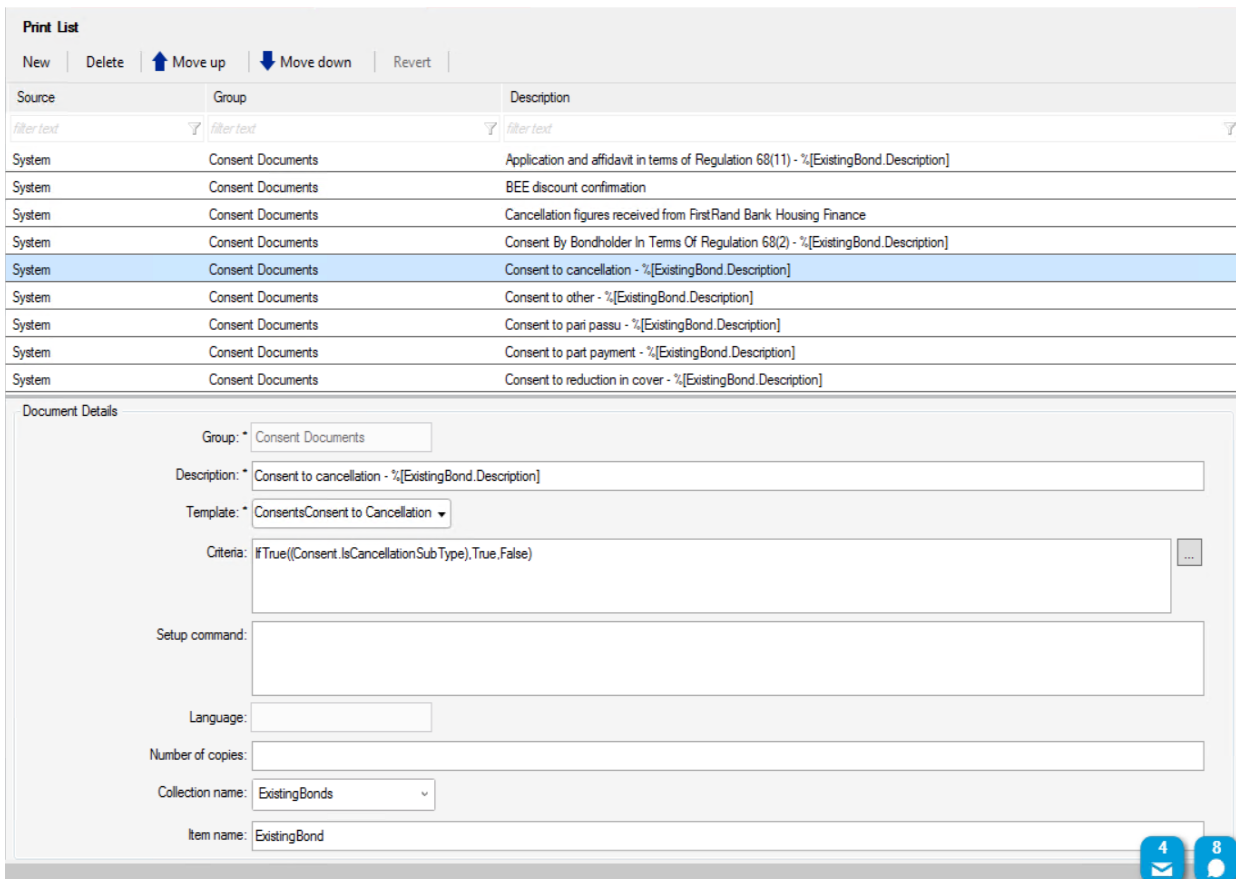 Print List
New Delete Move up Move down Revert
Source Group Description
filter text filter text filter text
System Consent Documents Application and affidavit in terms of Regulation 68(11) - %[ExistingBond.Description]
System Consent Documents BEE discount confirmation
System Consent Documents Cancellation figures received from FirstRand Bank Housing Finance
System Consent Documents Consent By Bondholder In Terms Of Regulation 68(2) - %[ExistingBond.Description]
System Consent Documents Consent to cancellation - %[ExistingBond.Description]
System Consent Documents Consent to other - %[ExistingBond.Description]
System Consent Documents Consent to pari passu - %[ExistingBond.Description]
System Consent Documents Consent to part payment - %[ExistingBond.Description]
System Consent Documents Consent to reduction in cover - %[ExistingBond.Description]
Document Details
Group: * Consent Documents
Description: * Consent to cancellation - %[ExistingBond.Description]
Template: * ConsentsConsent to Cancellation
Criteria: IfTrue((Consent.IsCancellationSubType),True,False) ...
Setup command:
Language:
Number of copies:
Collection name: ExistingBonds
Item name: ExistingBond
4 8